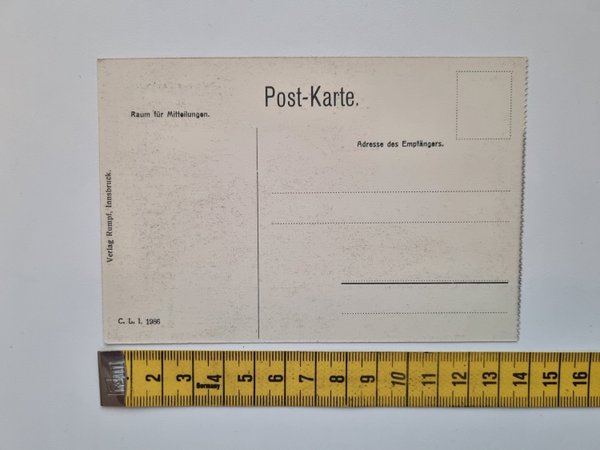 Post-Karte.
Raum für Mitteilungen.
Adresse des Empfängers.
Verlag Rumpf, Innsbruck.
C. L. I. 1986
2 3 4 5 6 7 8 9 10 11 12 13 14 15 16
Germany